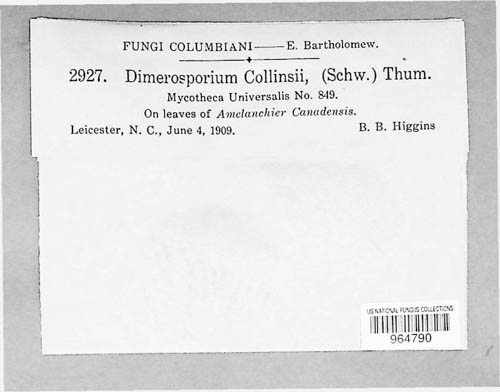 FUNGI COLUMBIANI—E. Bartholomew.
2927. Dimerosporium Collinsii, (Schw.) Thum.
Mycotheca Universalis No. 849.
On leaves of Amelanchier Canadensis.
Leicester, N. C., June 4, 1909. B. B. Higgins
US NATIONAL FUNGUS COLLECTIONS
964790